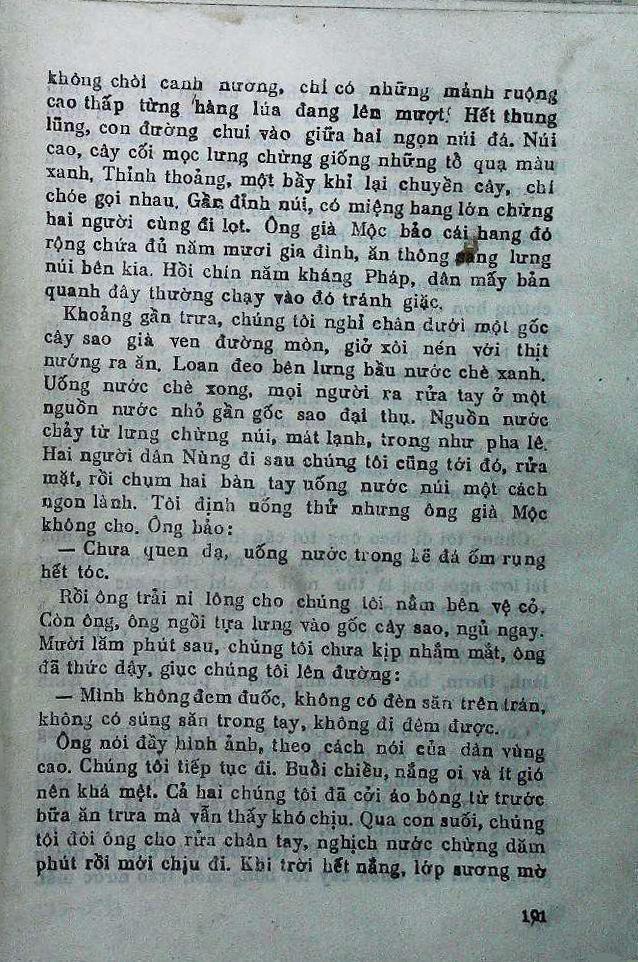 không chòi canh nương, chỉ có những mảnh ruộng
cao thấp từng hàng lúa đang lên mượt. Hết thung
lũng, con đường chui vào giữa hai ngọn núi đá. Núi
cao, cây cối mọc lưng chừng giống những tổ quạ màu
xanh. Thỉnh thoảng, một bầy khỉ lại chuyền cây, chí
chóe gọi nhau. Gần đỉnh núi, có miệng hang lớn chừng
hai người cùng đi lọt. Ông già Mộc bảo cái hang đó
rộng chứa đủ năm mươi gia đình, ăn thông sang lưng
núi bên kia. Hồi chín năm kháng Pháp, dân mấy bản
quanh đây thường chạy vào đó tránh giặc.
Khoảng gần trưa, chúng tôi nghỉ chân dưới một gốc
cây sao già ven đường mòn, giở xôi nén với thịt
nướng ra ăn. Loan đeo bên lưng bầu nước chè xanh.
Uống nước chè xong, mọi người ra rửa tay ở một
nguồn nước nhỏ gần gốc sao đại thụ. Nguồn nước
chảy từ lưng chừng núi, mát lạnh, trong như pha lê.
Hai người dân Nùng đi sau chúng tôi cũng tới đó, rửa
mặt, rồi chụm hai bàn tay uống nước núi một cách
ngon lành. Tôi định uống thử nhưng ông già Mộc
không cho. Ông bảo:
— Chưa quen dạ, uống nước trong kẽ đá ốm rụng
hết tóc.
Rồi ông trải ni lông cho chúng tôi nằm bên vệ cỏ.
Còn ông, ông ngồi tựa lưng vào gốc cây sao, ngủ ngay.
Mười lăm phút sau, chúng tôi chưa kịp nhắm mắt, ông
đã thức dậy, giục chúng tôi lên đường:
— Mình không đem đuốc, không có đèn săn trên trán,
không có súng săn trong tay, không đi đêm được.
Ông nói đầy hình ảnh, theo cách nói của dân vùng
cao. Chúng tôi tiếp tục đi. Buổi chiều, nắng oi và ít gió
nên khá mệt. Cả hai chúng tôi đã cởi áo bông từ trước
bữa ăn trưa mà vẫn thấy khó chịu. Qua con suối, chúng
tôi đòi ông cho rửa chân tay, nghịch nước chừng dăm
phút rồi mới chịu đi. Khi trời hết nắng, lớp sương mờ
191